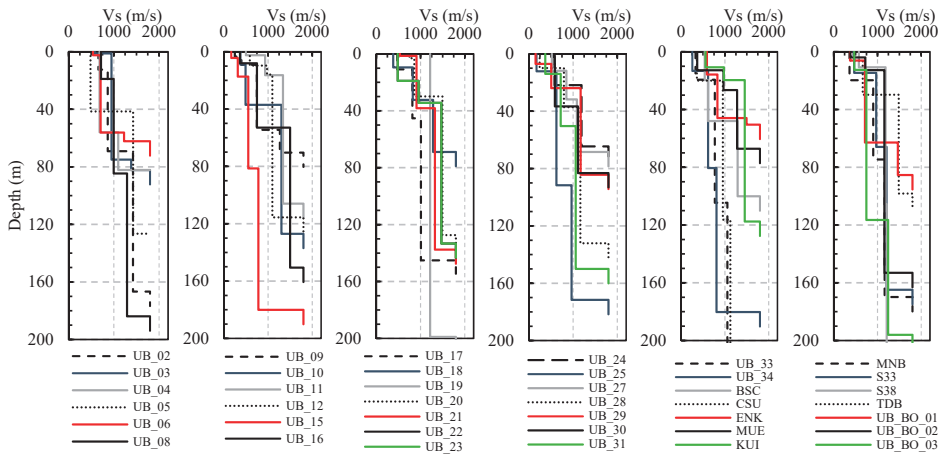 Vs (m/s) Vs (m/s) Vs (m/s) Vs (m/s) Vs (m/s) Vs (m/s)
0 1000 2000 0 1000 2000 0 1000 2000 0 1000 2000 0 1000 2000 0 1000 2000
0 0 0 0 0 0
40 40 40 40 40 40
80 80 80 80 80 80
Depth (m)
120 120 120 120 120 120
160 160 160 160 160 160
200 200 200 200 200 200
UB_02
UB_03
UB_04
UB_05
UB_06
UB_08
UB_09
UB_10
UB_11
UB_12
UB_15
UB_16
UB_17
UB_18
UB_19
UB_20
UB_21
UB_22
UB_23
UB_24
UB_25
UB_27
UB_28
UB_29
UB_30
UB_31
UB_33
UB_34
BSC
CSU
ENK
MUE
KUI
MNB
S33
S38
TDB
UB_BO_01
UB_BO_02
UB_BO_03